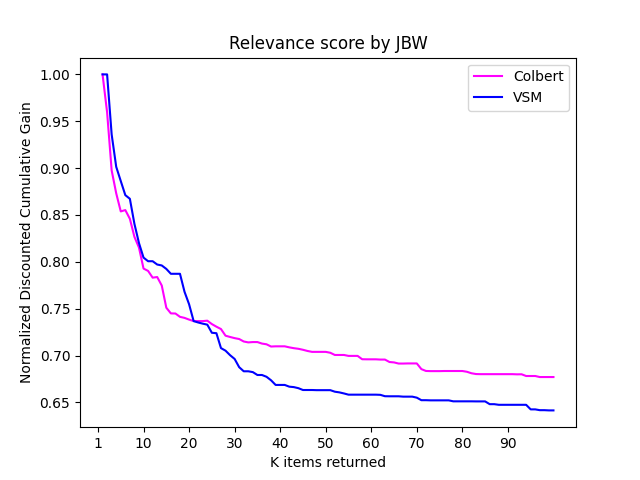 Relevance score by JBW
Colbert
VSM
Normalized Discounted Cumulative Gain
1.00
0.95
0.90
0.85
0.80
0.75
0.70
0.65
1 10 20 30 40 50 60 70 80 90
K items returned